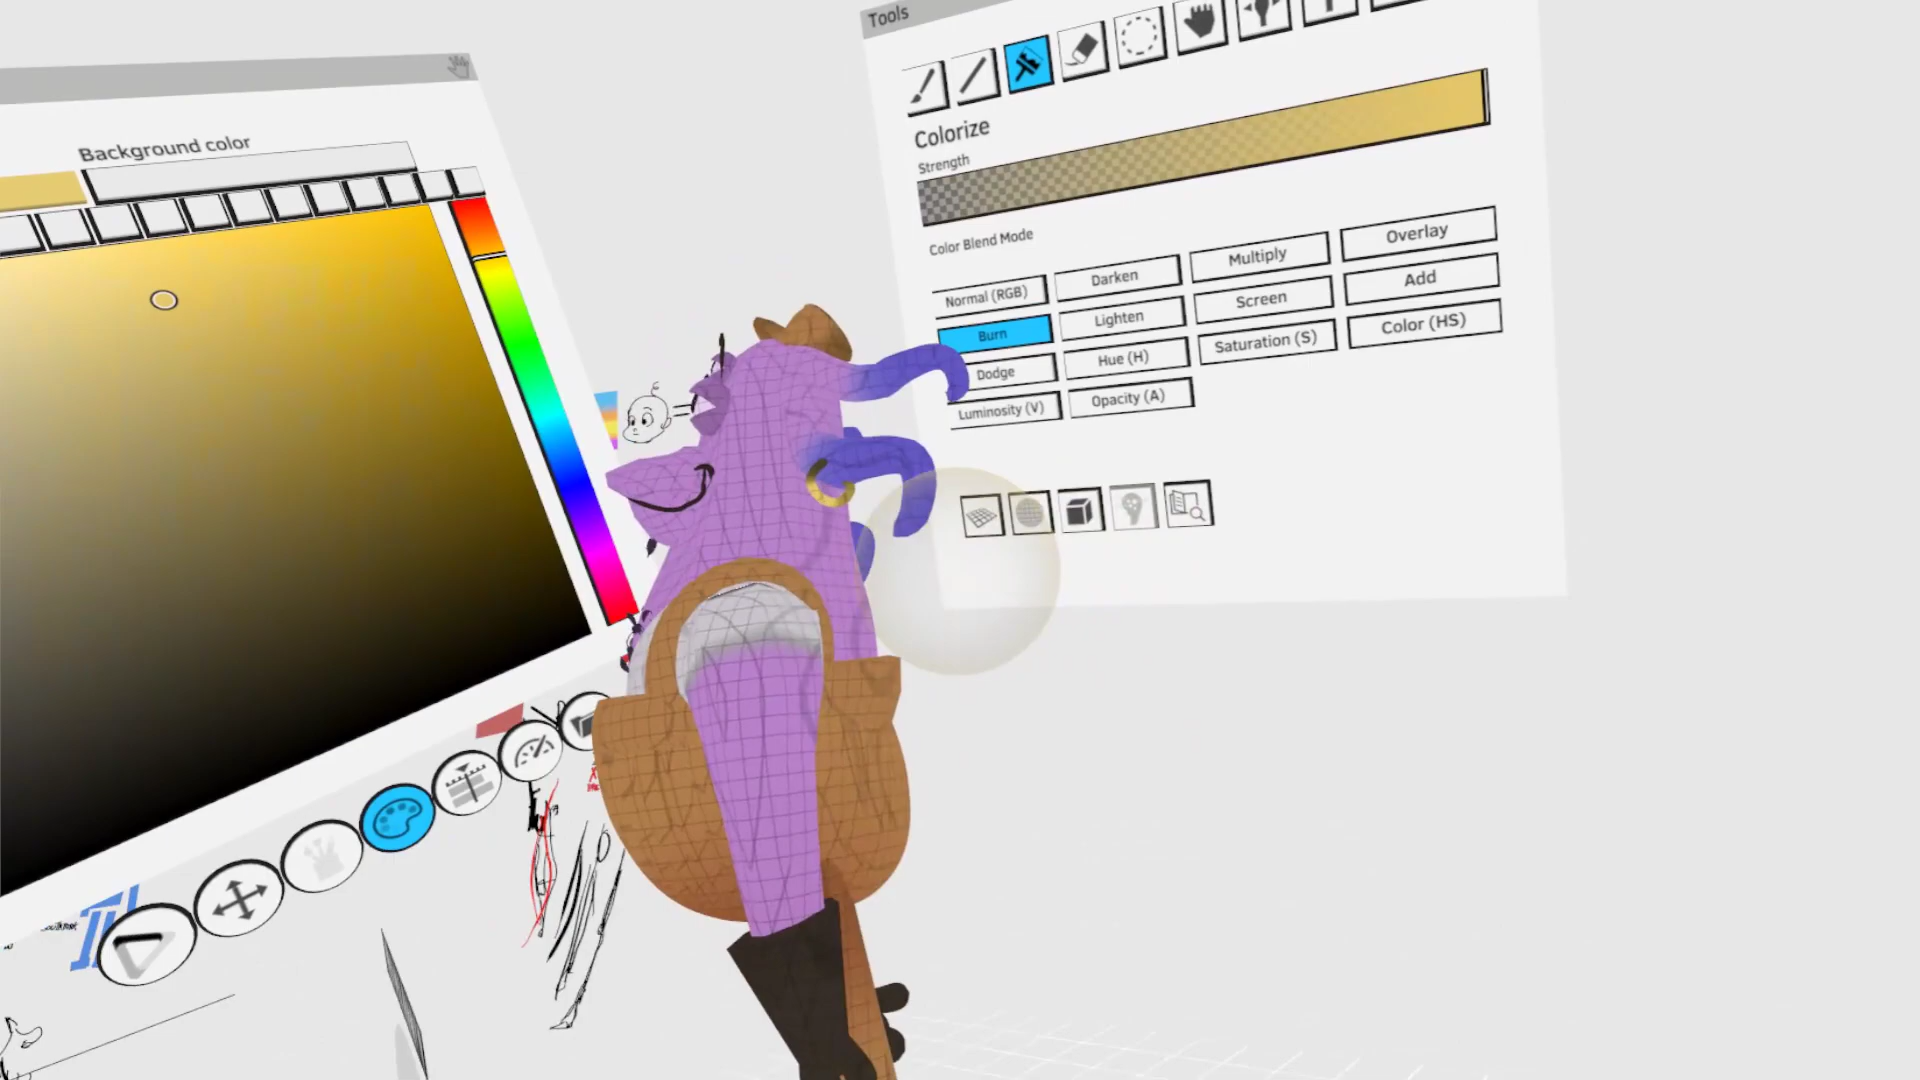 Tools
Background color
Colorize
Strength
Color Blend Mode
Normal (RGB)
Darken
Multiply
Overlay
Burn
Lighten
Screen
Add
Dodge
Hue (H)
Saturation (S)
Color (HS)
Luminosity (V)
Opacity (A)